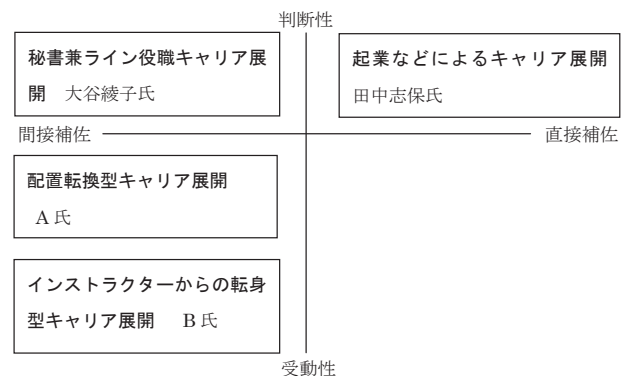 判断性
秘書兼ライン役職キャリア展
開 大谷綾子氏
起業などによるキャリア展開
田中志保氏
間接補佐
直接補佐
配置転換型キャリア展開
A 氏
インストラクターからの転身
型キャリア展開 B 氏
受動性